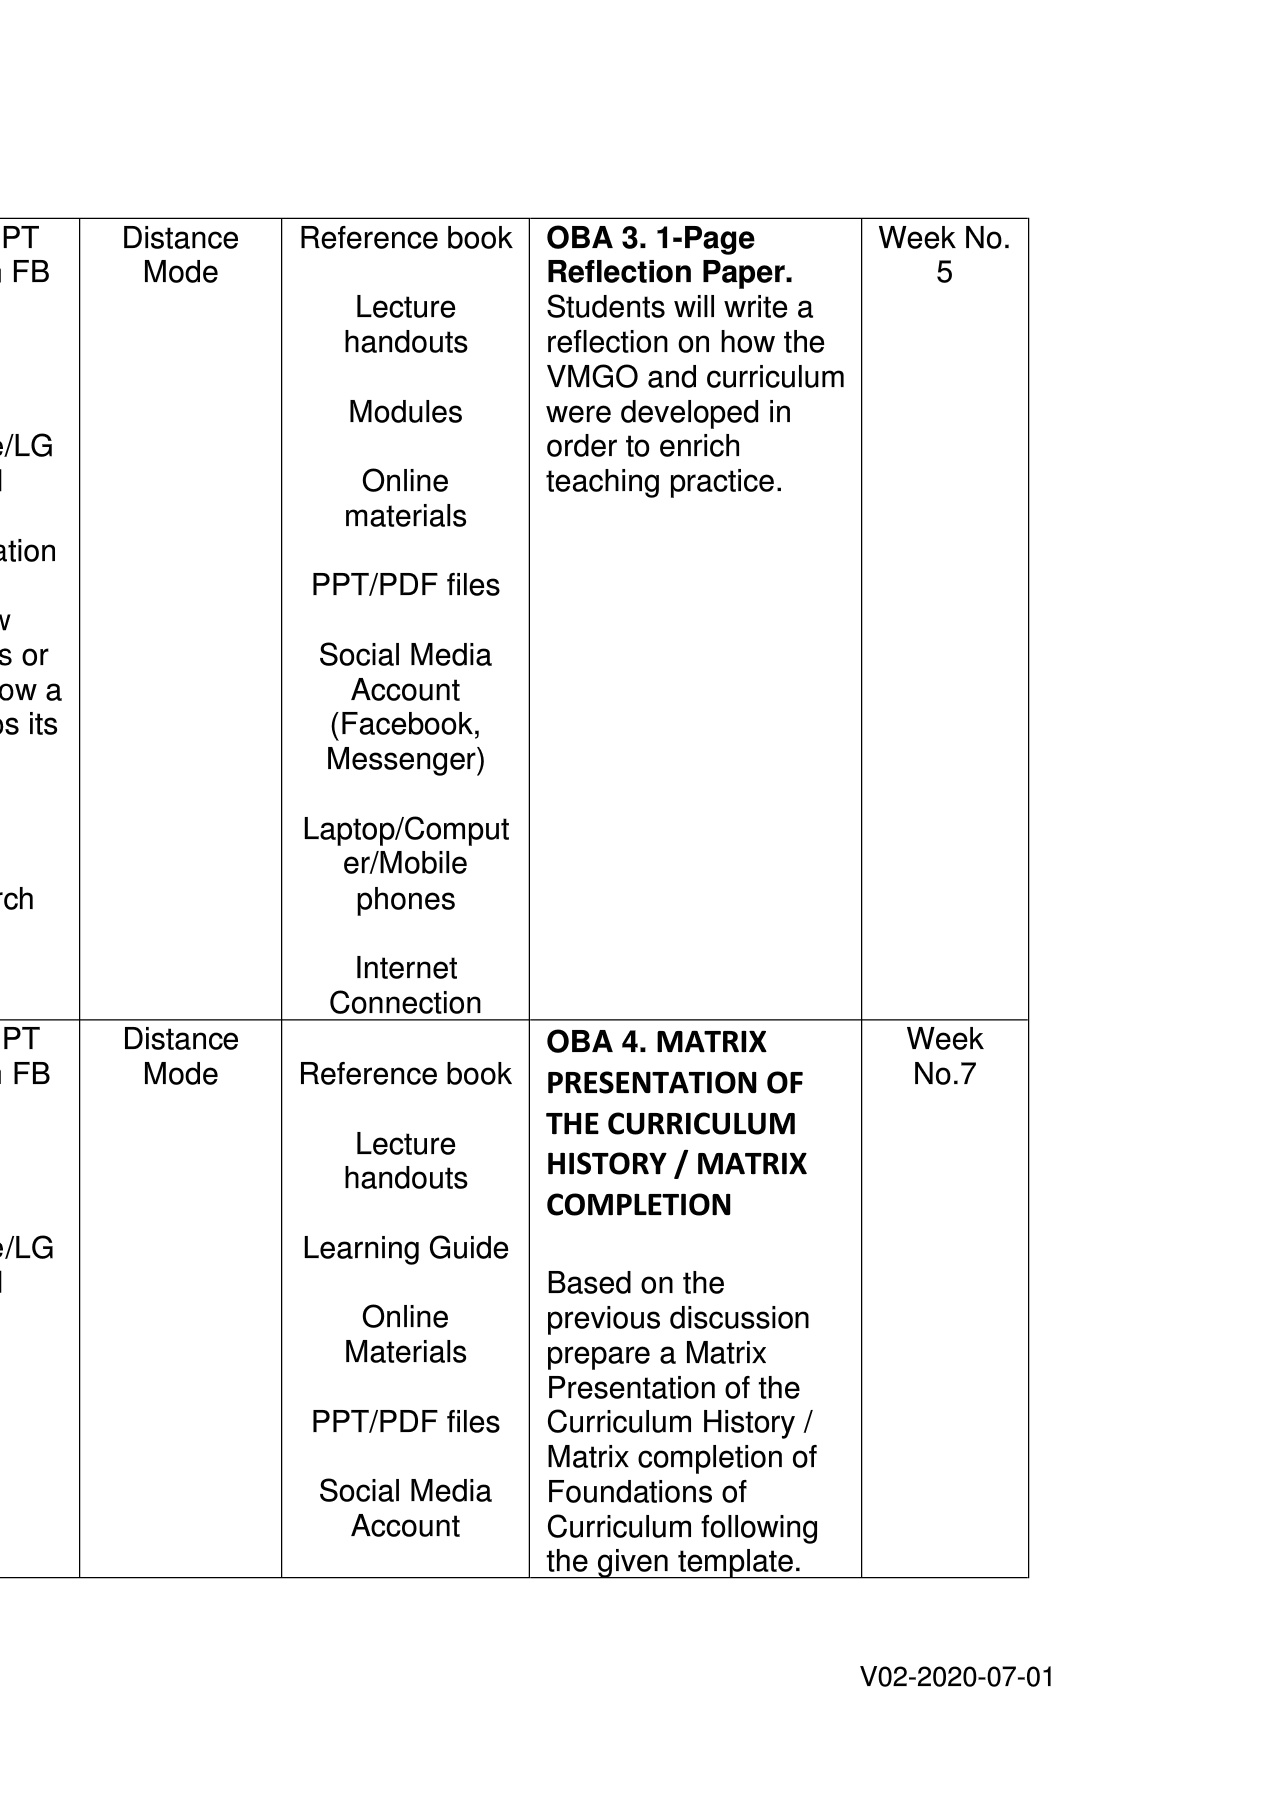 PT
FB
e/LG
ation
w
s or
ow a
os its
rch
Distance
Mode
Reference book
Lecture
handouts
Modules
Online
materials
PPT/PDF files
Social Media
Account
(Facebook,
Messenger)
Laptop/Comput
er/Mobile
phones
Internet
Connection
OBA 3. 1-Page
Reflection Paper.
Students will write a
reflection on how the
VMGO and curriculum
were developed in
order to enrich
teaching practice.
Week No.
5
PT
FB
e/LG
Distance
Mode
Reference book
Lecture
handouts
Learning Guide
Online
Materials
PPT/PDF files
Social Media
Account
OBA 4. MATRIX
PRESENTATION OF
THE CURRICULUM
HISTORY / MATRIX
COMPLETION
Based on the
previous discussion
prepare a Matrix
Presentation of the
Curriculum History /
Matrix completion of
Foundations of
Curriculum following
the given template.
Week
No.7
V02-2020-07-01